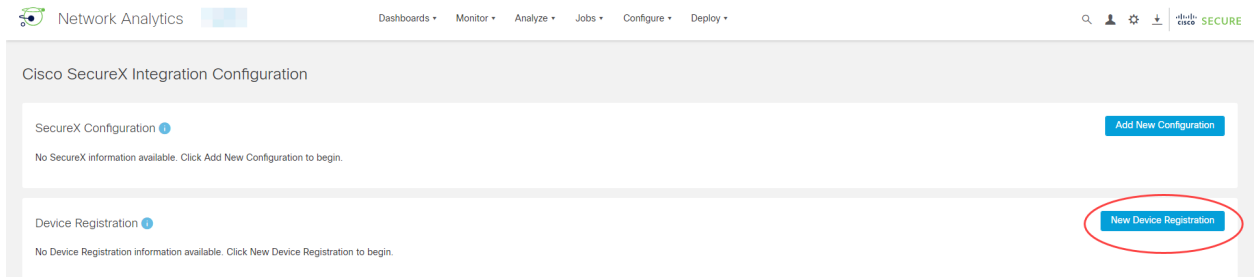 Network Analytics
Dashboards Monitor Analyze Jobs Configure Deploy
cisco SECURE
Cisco SecureX Integration Configuration
SecureX Configuration i
Add New Configuration
No SecureX information available. Click Add New Configuration to begin.
Device Registration i
New Device Registration
No Device Registration information available. Click New Device Registration to begin.